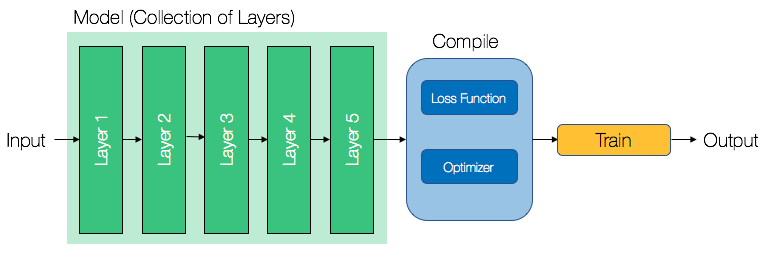 Model (Collection of Layers)
Compile
Input
Layer 1
Layer 2
Layer 3
Layer 4
Layer 5
Loss Function
Optimizer
Train
Output